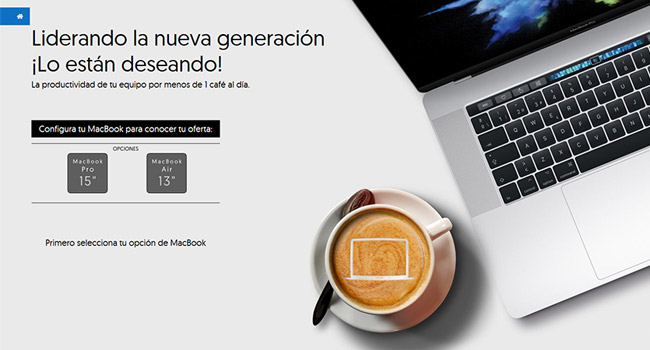 Liderando la nueva generación
¡Lo están deseando!
La productividad de tu equipo por menos de 1 café al día.
Configura tu MacBook para conocer tu oferta:
OPCIONES
MacBook
Pro
15"
MacBook
Air
13"
Primero selecciona tu opción de MacBook